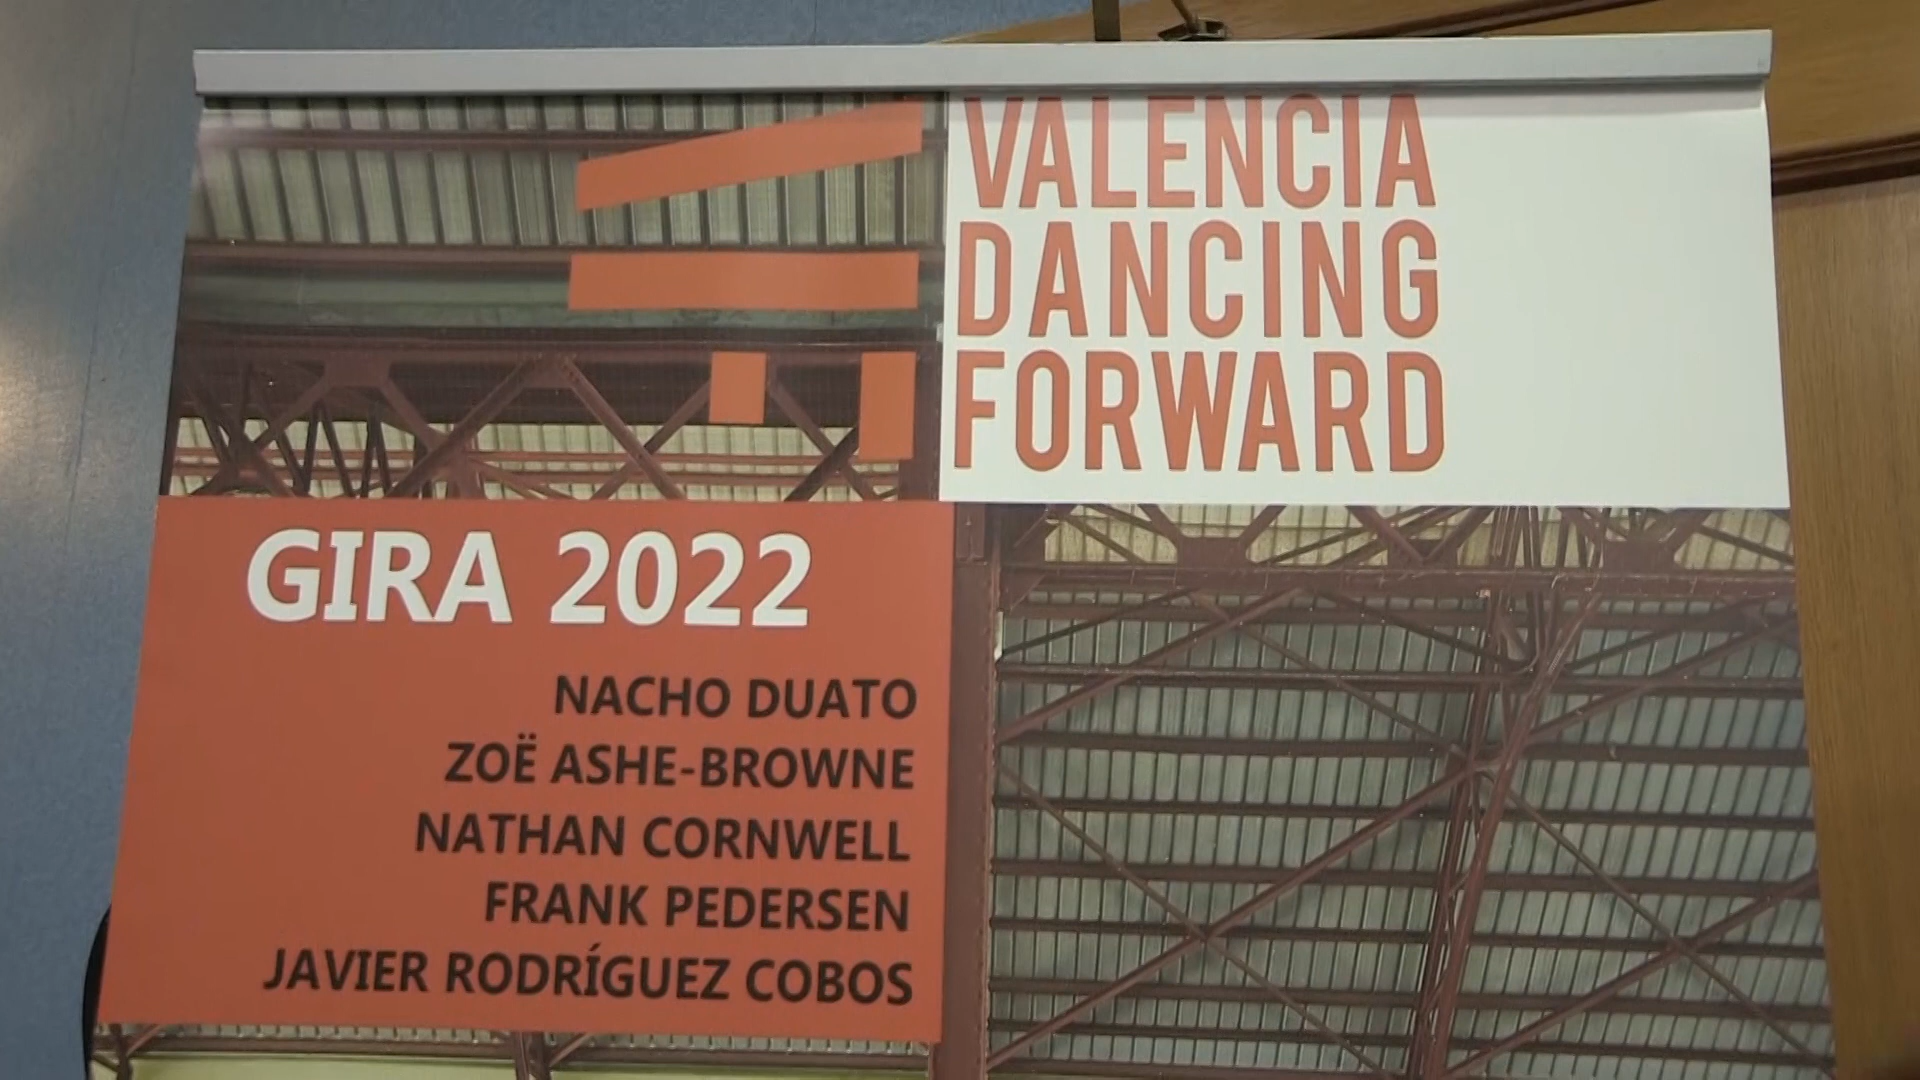 VALENCIA
DANCING
FORWARD
GIRA 2022
NACHO DUATO
ZOË ASHE-BROWNE
NATHAN CORNWELL
FRANK PEDERSEN
JAVIER RODRÍGUEZ COBOS